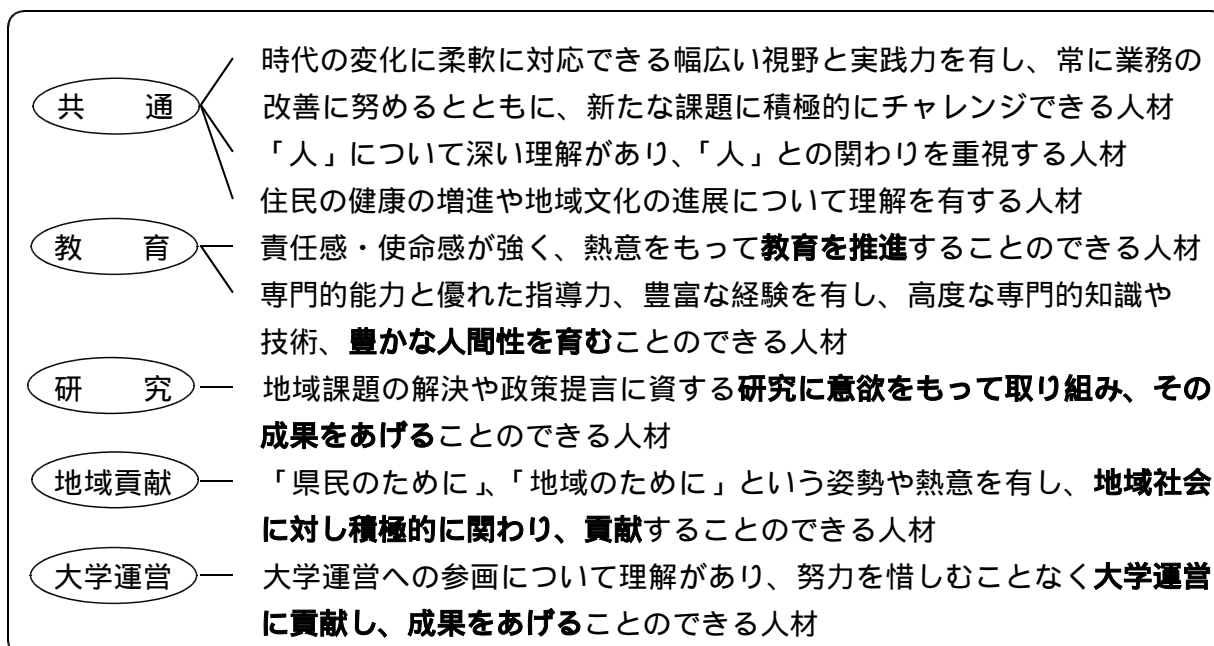 時代の変化に柔軟に対応できる幅広い視野と実践力を有し、常に業務の
共　　通
改善に努めるとともに、新たな課題に積極的にチャレンジできる人材
「人」について深い理解があり、「人」との関わりを重視する人材
住民の健康の増進や地域文化の進展について理解を有する人材
教　　育
責任感・使命感が強く、熱意をもって教育を推進することのできる人材
専門的能力と優れた指導力、豊富な経験を有し、高度な専門的知識や
技術、豊かな人間性を育むことのできる人材
研　　究
地域課題の解決や政策提言に資する研究に意欲をもって取り組み、その
成果をあげることのできる人材
地域貢献
「県民のために」、「地域のために」という姿勢や熱意を有し、地域社会
に対し積極的に関わり、貢献することのできる人材
大学運営
大学運営への参画について理解があり、努力を惜しむことなく大学運営
に貢献し、成果をあげることのできる人材